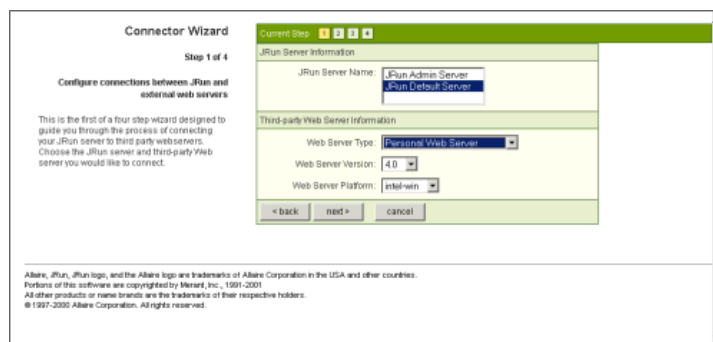 Connector Wizard
Step 1 of 4
Configure connections between JRun and
external web servers
This is the first of a four step wizard designed to
guide you through the process of connecting
your JRun server to third party webservers.
Choose the JRun server and third-party Web
server you would like to connect.
Current Step 1 2 3 4
JRun Server Information
JRun Server Name: JRun Admin Server
JRun Default Server
Third-party Web Server Information
Web Server Type: Personal Web Server
Web Server Version: 4.0
Web Server Platform: intel-win
< back next > cancel
Allaire, JRun, JRun logo, and the Allaire logo are trademarks of Allaire Corporation in the USA and other countries.
Portions of this software are copyrighted by Merant, Inc., 1991-2001
All other products or name brands are the trademarks of their respective holders.
© 1997-2000 Allaire Corporation. All rights reserved.